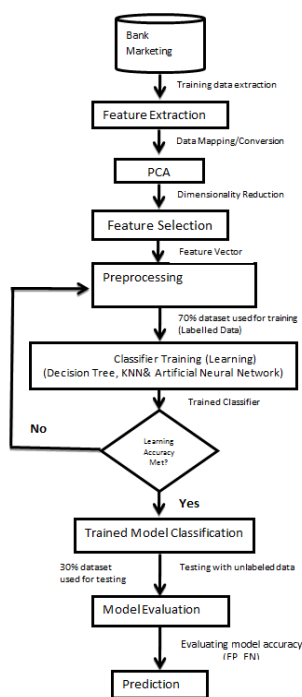 Bank
Marketing
Training data extraction
Feature Extraction
Data Mapping/Conversion
PCA
Dimensionality Reduction
Feature Selection
Feature Vector
Preprocessing
70% dataset used for training
(Labelled Data)
Classifier Training (Learning)
(Decision Tree, KNN& Artificial Neural Network)
Trained Classifier
No
Learning
Accuracy
Met?
Yes
Trained Model Classification
30% dataset
used for testing
Testing with unlabeled data
Model Evaluation
Evaluating model accuracy
(FP, FN)
Prediction